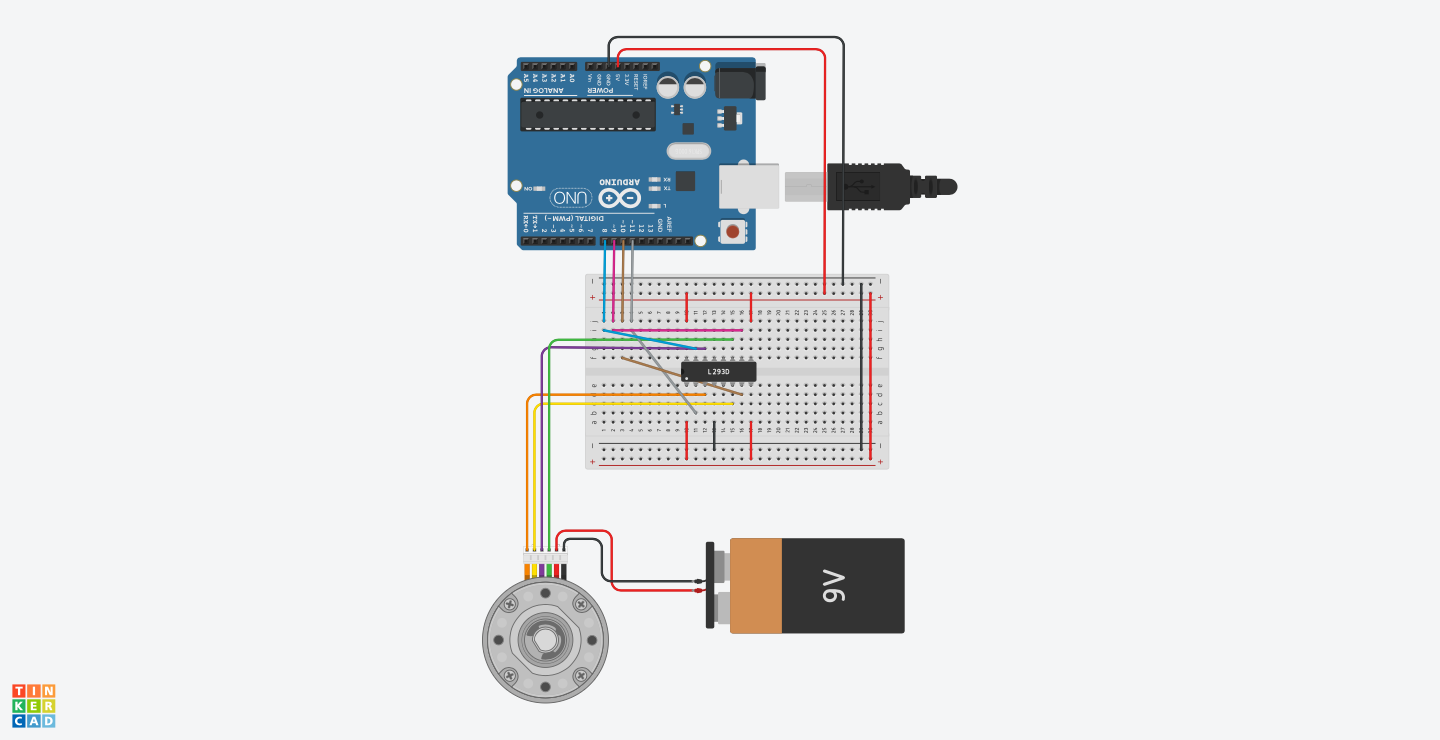 A5 A4 A3 A2 A1 A0
Vin GND GND 5V 3.3V RESET IOREF
ANALOG IN
POWER
RX
TX
L
ON
UNO
ARDUINO
DIGITAL (PWM~)
RX←0 TX→1 2 ~3 4 ~5 ~6 7 8 ~9 ~10 ~11 12 13 GND AREF
L293D
9V
TIN
KER
CAD